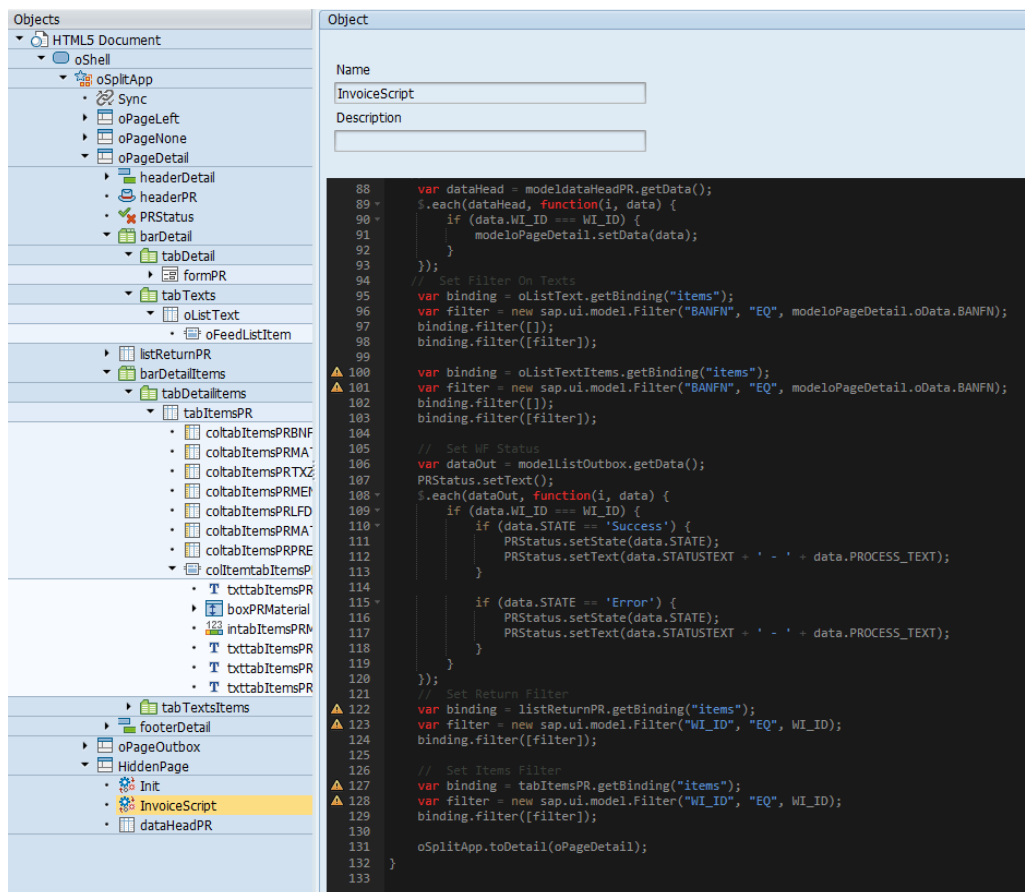 Objects
HTML5 Document
oShell
oSplitApp
Sync
oPageLeft
oPageNone
oPageDetail
headerDetail
headerPR
PRStatus
barDetail
tabDetail
formPR
tabTexts
oListText
oFeedListItem
listReturnPR
barDetailItems
tabDetailitems
tabItemsPR
coltabItemsPRBNF
coltabItemsPRMAT
coltabItemsPRTXZ
coltabItemsPRMEN
coltabItemsPRLFD
coltabItemsPRMAT
coltabItemsPRPRE
colItemtabItemsP
txttabItemsPR
boxPRMaterial
intabItemsPRM
txttabItemsPR
txttabItemsPR
txttabItemsPR
tabTextsItems
footerDetail
oPageOutbox
HiddenPage
Init
InvoiceScript
dataHeadPR
Object
Name
InvoiceScript
Description
88 var dataHead = modeldataHeadPR.getData();
89 $.each(dataHead, function(i, data) {
90 if (data.WI_ID === WI_ID) {
91 modeloPageDetail.setData(data);
92 }
93 });
94 // Set Filter On Texts
95 var binding = oListText.getBinding("items");
96 var filter = new sap.ui.model.Filter("BANFN", "EQ", modeloPageDetail.oData.BANFN);
97 binding.filter([]);
98 binding.filter([filter]);
99
100 var binding = oListTextItems.getBinding("items");
101 var filter = new sap.ui.model.Filter("BANFN", "EQ", modeloPageDetail.oData.BANFN);
102 binding.filter([]);
103 binding.filter([filter]);
104
105 // Set WF Status
106 var dataOut = modelListOutbox.getData();
107 PRStatus.setText();
108 $.each(dataOut, function(i, data) {
109 if (data.WI_ID === WI_ID) {
110 if (data.STATE == 'Success') {
111 PRStatus.setState(data.STATE);
112 PRStatus.setText(data.STATUSTEXT + ' - ' + data.PROCESS_TEXT);
113 }
114
115 if (data.STATE == 'Error') {
116 PRStatus.setState(data.STATE);
117 PRStatus.setText(data.STATUSTEXT + ' - ' + data.PROCESS_TEXT);
118 }
119 }
120 });
121 // Set Return Filter
122 var binding = listReturnPR.getBinding("items");
123 var filter = new sap.ui.model.Filter("WI_ID", "EQ", WI_ID);
124 binding.filter([filter]);
125
126 // Set Items Filter
127 var binding = tabItemsPR.getBinding("items");
128 var filter = new sap.ui.model.Filter("WI_ID", "EQ", WI_ID);
129 binding.filter([filter]);
130
131 oSplitApp.toDetail(oPageDetail);
132 }
133